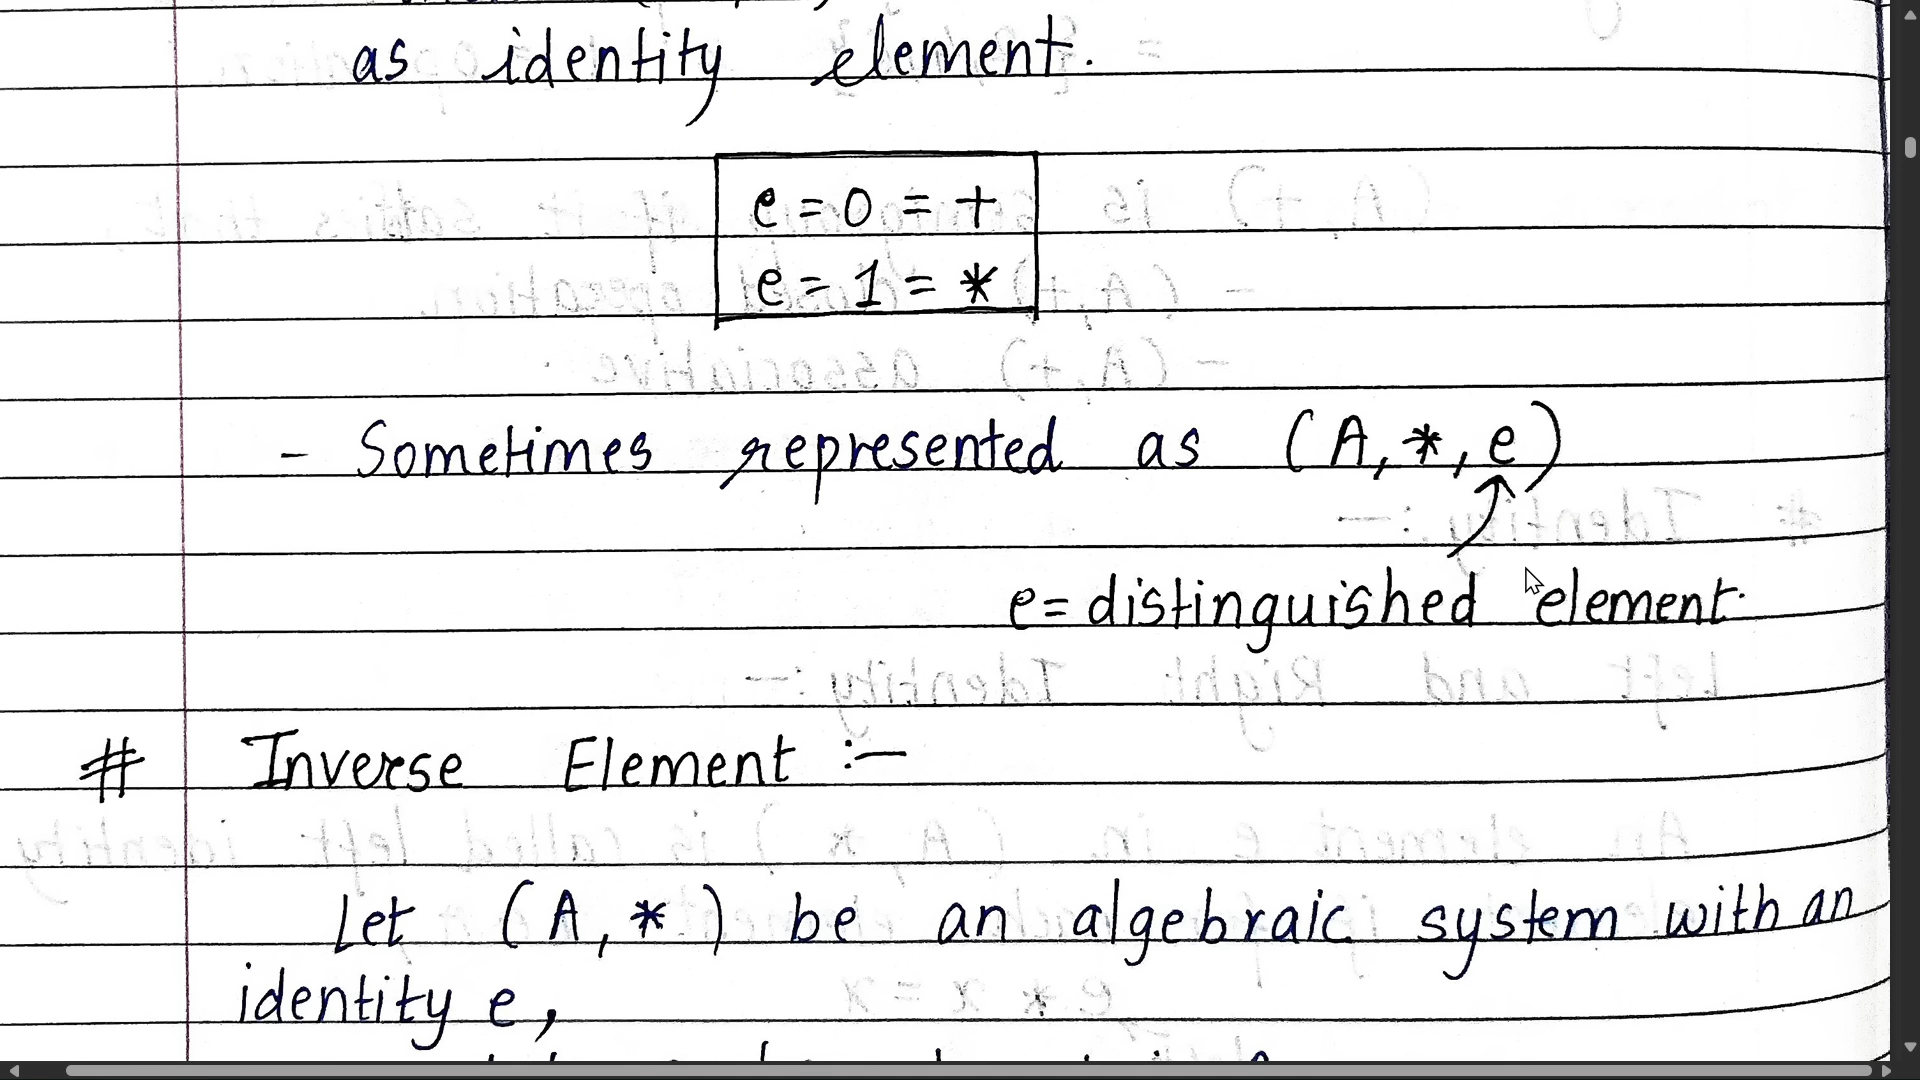 as identity element.
e = 0 = +
e = 1 = *
- Sometimes represented as (A, *, e)
e = distinguished element.
# Inverse Element :-
Let (A, *) be an algebraic system with an
identity e,